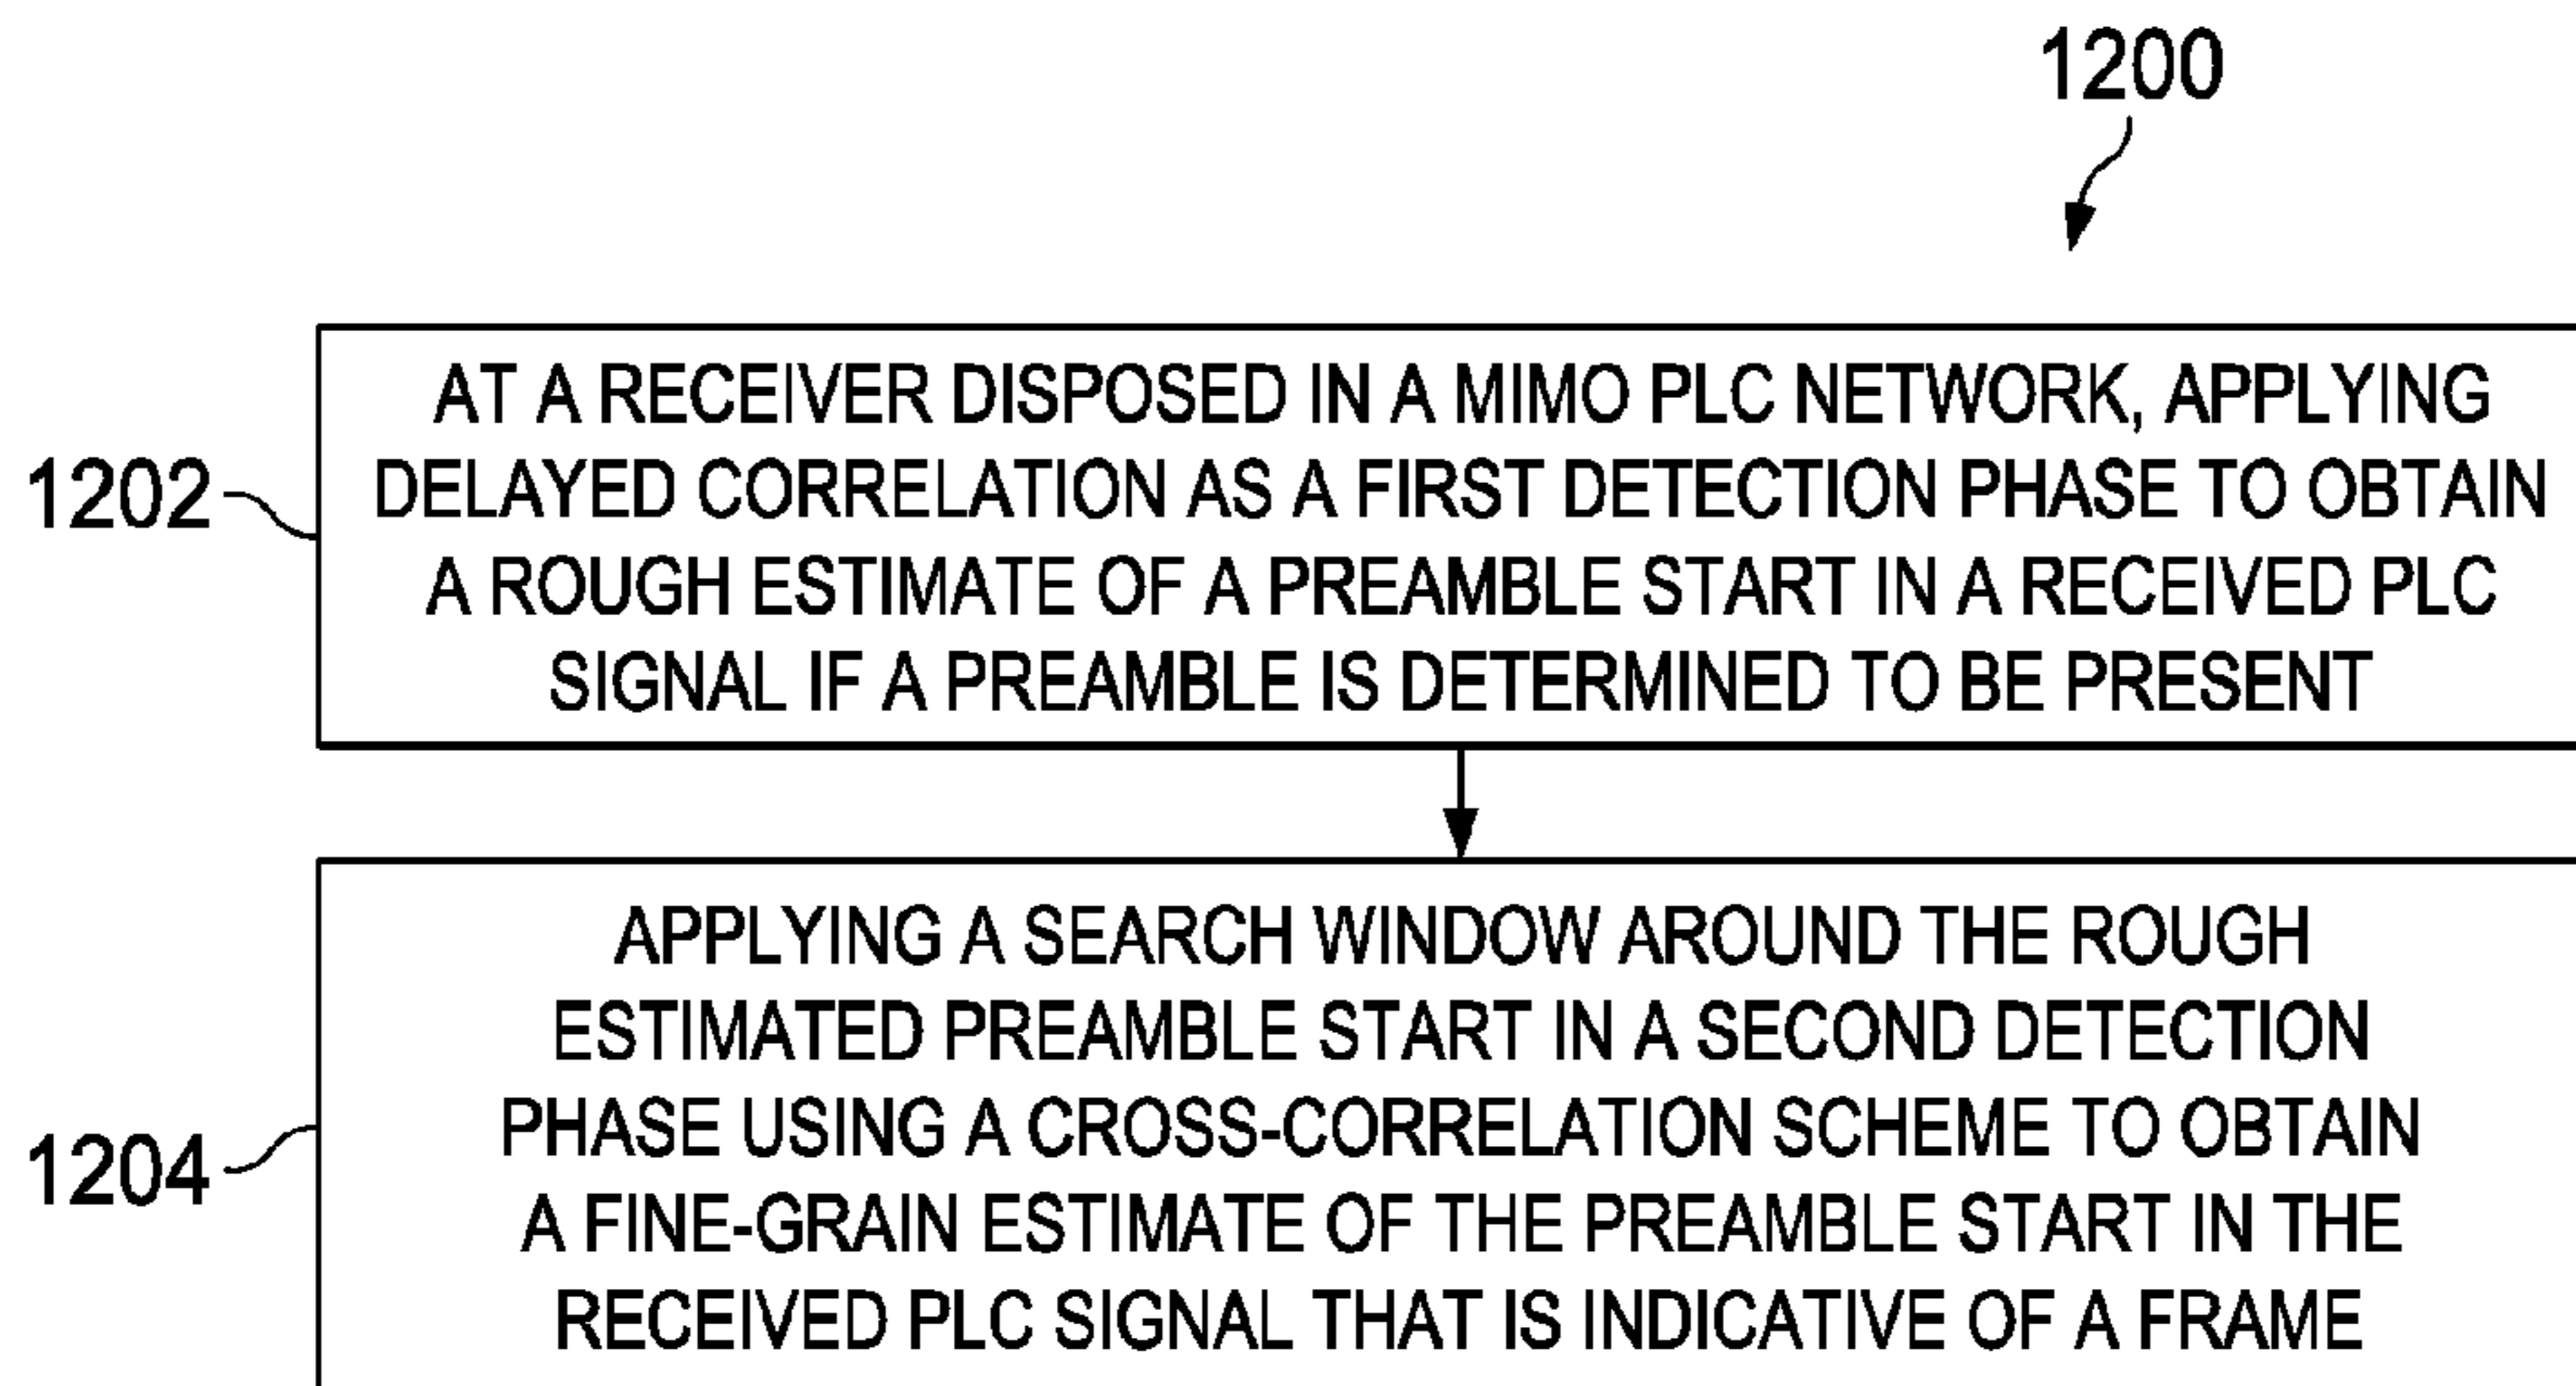 1200
1202
AT A RECEIVER DISPOSED IN A MIMO PLC NETWORK, APPLYING
DELAYED CORRELATION AS A FIRST DETECTION PHASE TO OBTAIN
A ROUGH ESTIMATE OF A PREAMBLE START IN A RECEIVED PLC
SIGNAL IF A PREAMBLE IS DETERMINED TO BE PRESENT
1204
APPLYING A SEARCH WINDOW AROUND THE ROUGH
ESTIMATED PREAMBLE START IN A SECOND DETECTION
PHASE USING A CROSS-CORRELATION SCHEME TO OBTAIN
A FINE-GRAIN ESTIMATE OF THE PREAMBLE START IN THE
RECEIVED PLC SIGNAL THAT IS INDICATIVE OF A FRAME